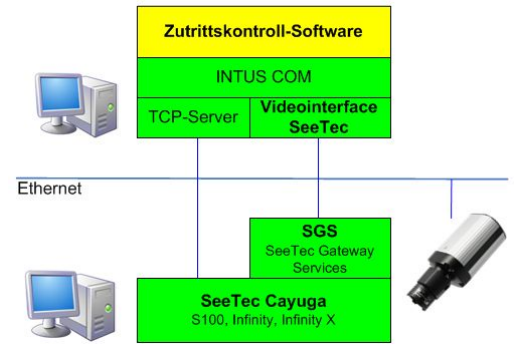 Zutrittskontroll-Software
INTUS COM
TCP-Server
Videointerface
SeeTec
Ethernet
SGS
SeeTec Gateway
Services
SeeTec Cayuga
S100, Infinity, Infinity X